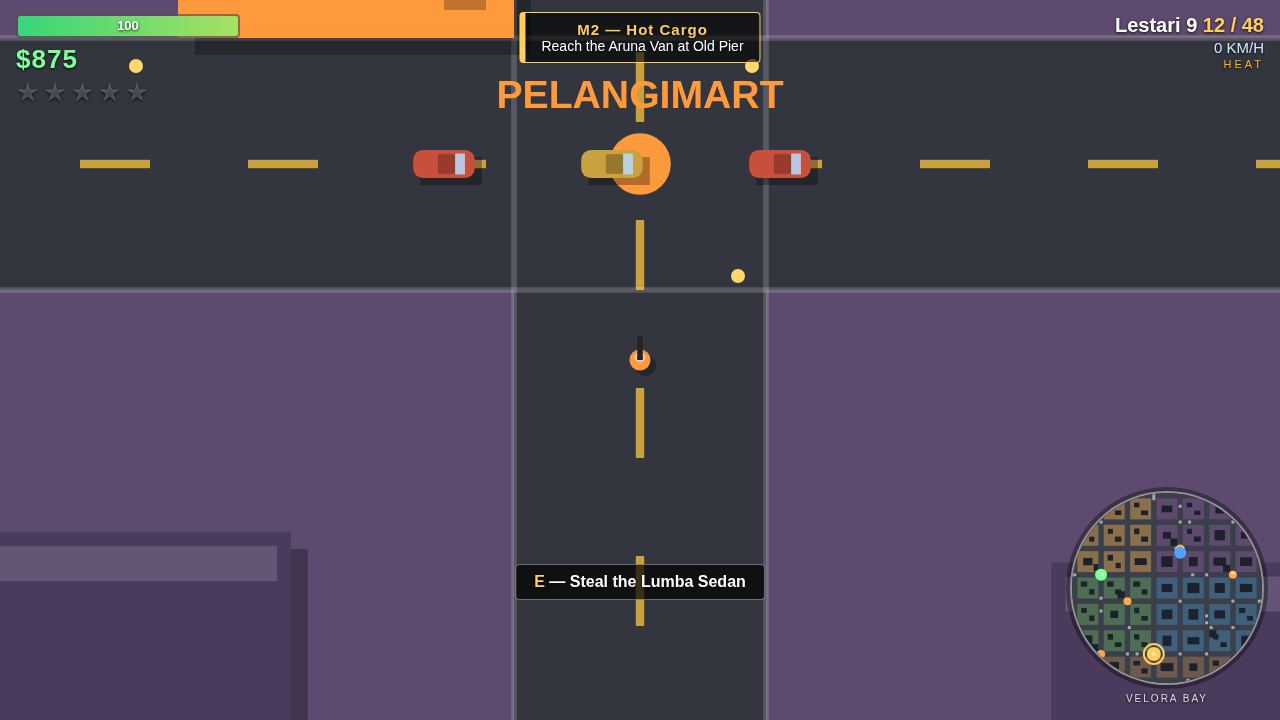 100
$875
M2 — Hot Cargo
Reach the Aruna Van at Old Pier
Lestari 9 12 / 48
0 KM/H
HEAT
PELANGIMART
E — Steal the Lumba Sedan
VELORA BAY